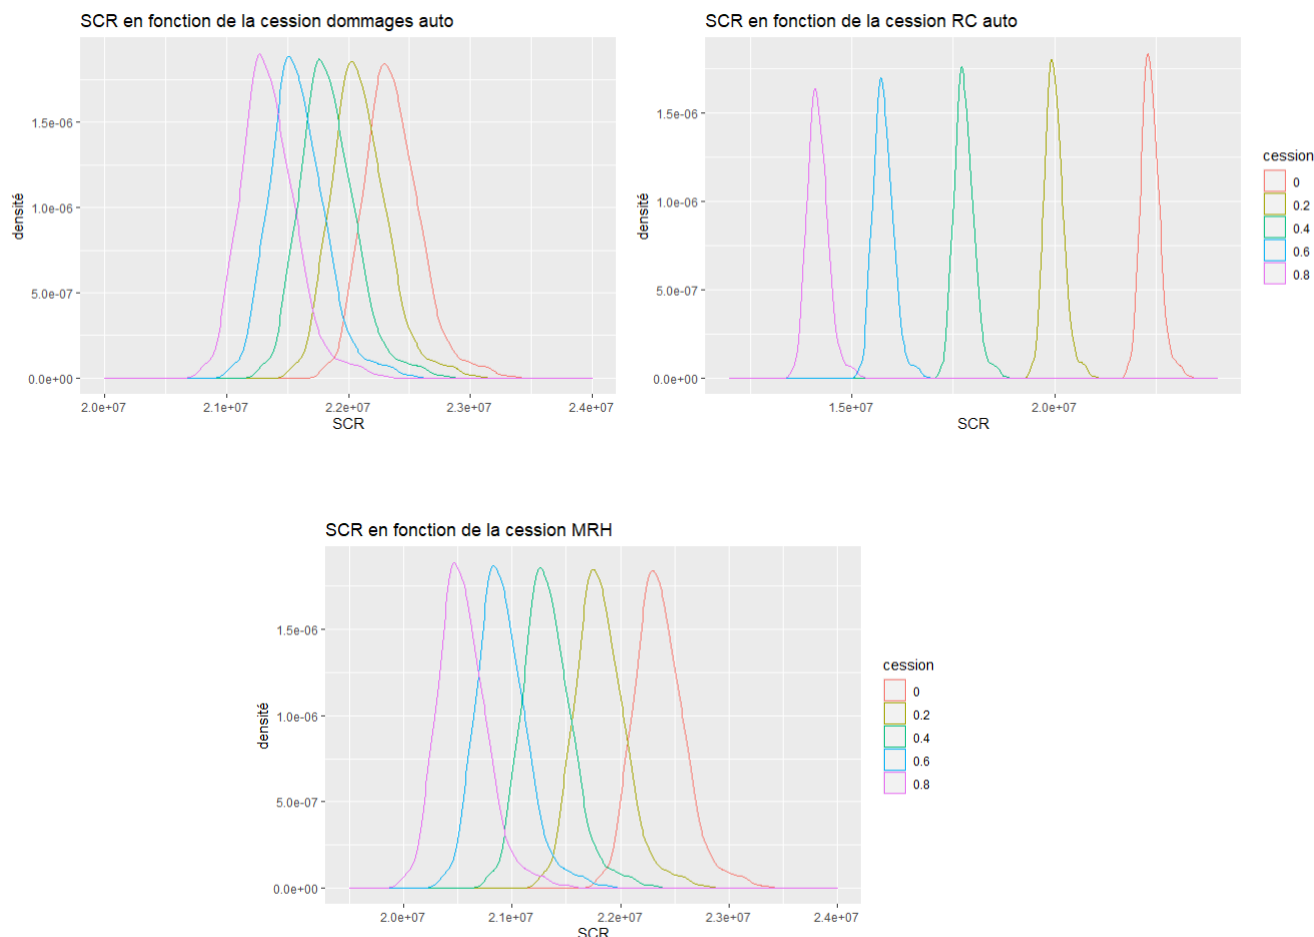 SCR en fonction de la cession dommages auto
densité
1.5e-06
1.0e-06
5.0e-07
0.0e+00
2.0e+07
2.1e+07
2.2e+07
2.3e+07
2.4e+07
SCR
SCR en fonction de la cession RC auto
densité
1.5e-06
1.0e-06
5.0e-07
0.0e+00
1.5e+07
2.0e+07
SCR
cession
0
0.2
0.4
0.6
0.8
SCR en fonction de la cession MRH
densité
1.5e-06
1.0e-06
5.0e-07
0.0e+00
2.0e+07
2.1e+07
2.2e+07
2.3e+07
2.4e+07
SCR
cession
0
0.2
0.4
0.6
0.8